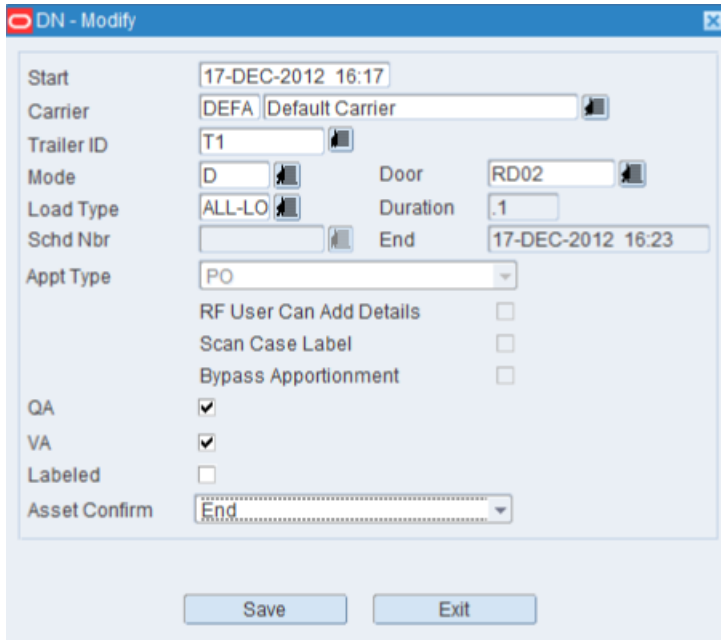 DN - Modify
Start 17-DEC-2012 16:17
Carrier DEFA Default Carrier
Trailer ID T1
Mode D Door RD02
Load Type ALL-LO Duration .1
Schd Nbr End 17-DEC-2012 16:23
Appt Type PO
RF User Can Add Details
Scan Case Label
Bypass Apportionment
QA
VA
Labeled
Asset Confirm End
Save Exit